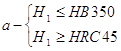 a − { H₁ ≤ HB350
H₁ ≥ HRC45